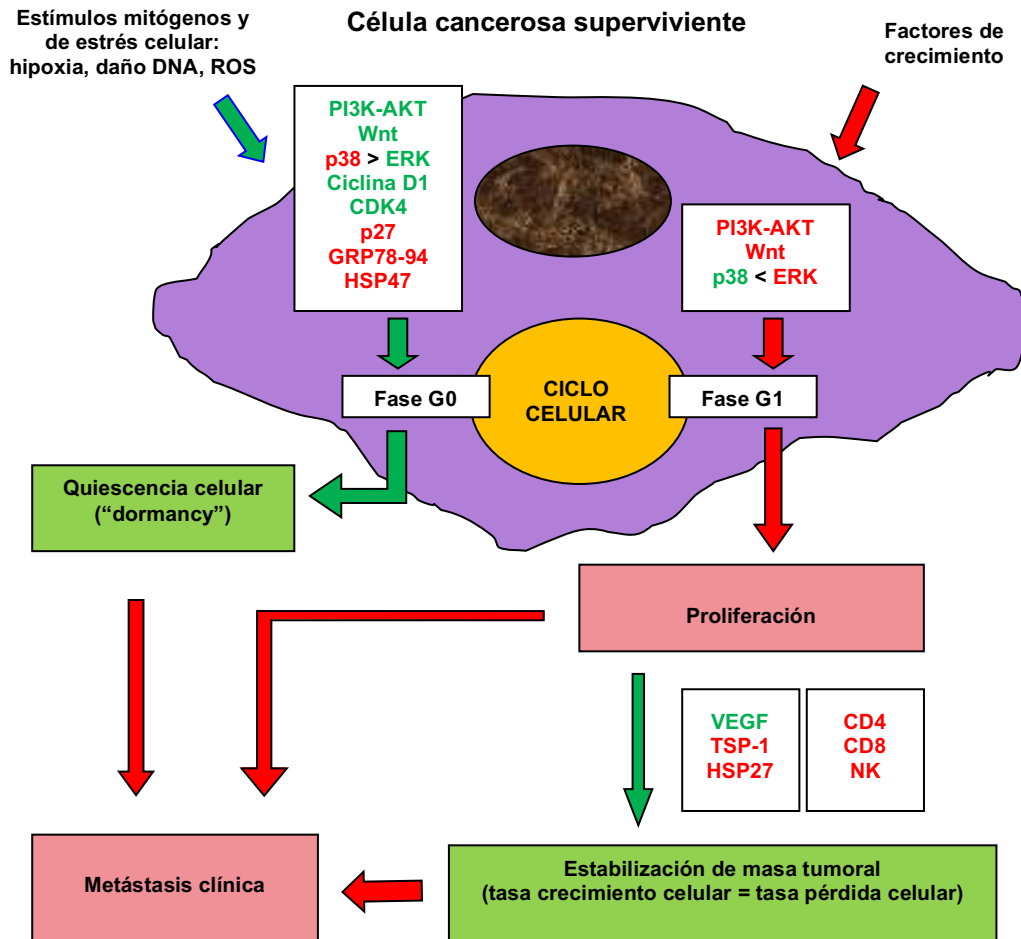 Estímulos mitógenos y
de estrés celular:
hipoxia, daño DNA, ROS
Célula cancerosa superviviente
Factores de
crecimiento
PI3K-AKT
Wnt
p38 > ERK
Ciclina D1
CDK4
p27
GRP78-94
HSP47
PI3K-AKT
Wnt
p38 < ERK
Fase G0
CICLO
CELULAR
Fase G1
Quiescencia celular
(“dormancy”)
Proliferación
VEGF
TSP-1
HSP27
CD4
CD8
NK
Metástasis clínica
Estabilización de masa tumoral
(tasa crecimiento celular = tasa pérdida celular)